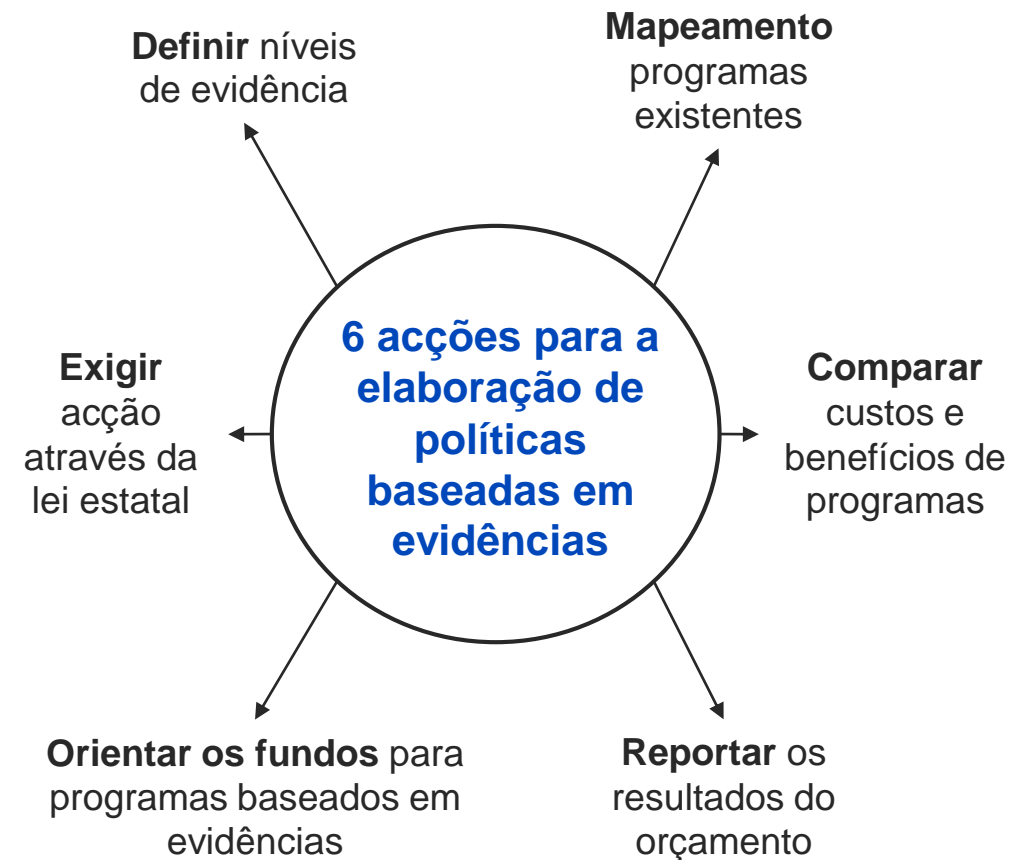 Definir níveis
de evidência
Mapeamento
programas
existentes
6 acções para a
elaboração de
políticas
baseadas em
evidências
Exigir
acção
através da
lei estatal
Comparar
custos e
benefícios de
programas
Orientar os fundos para
programas baseados em
evidências
Reportar os
resultados do
orçamento